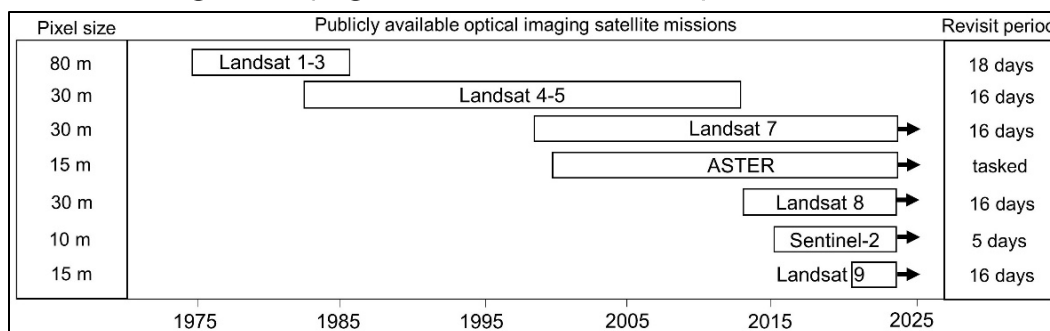 Pixel size Publicly available optical imaging satellite missions Revisit period
80 m Landsat 1-3 18 days
30 m Landsat 4-5 16 days
30 m Landsat 7 16 days
15 m ASTER tasked
30 m Landsat 8 16 days
10 m Sentinel-2 5 days
15 m Landsat 9 16 days
1975 1985 1995 2005 2015 2025